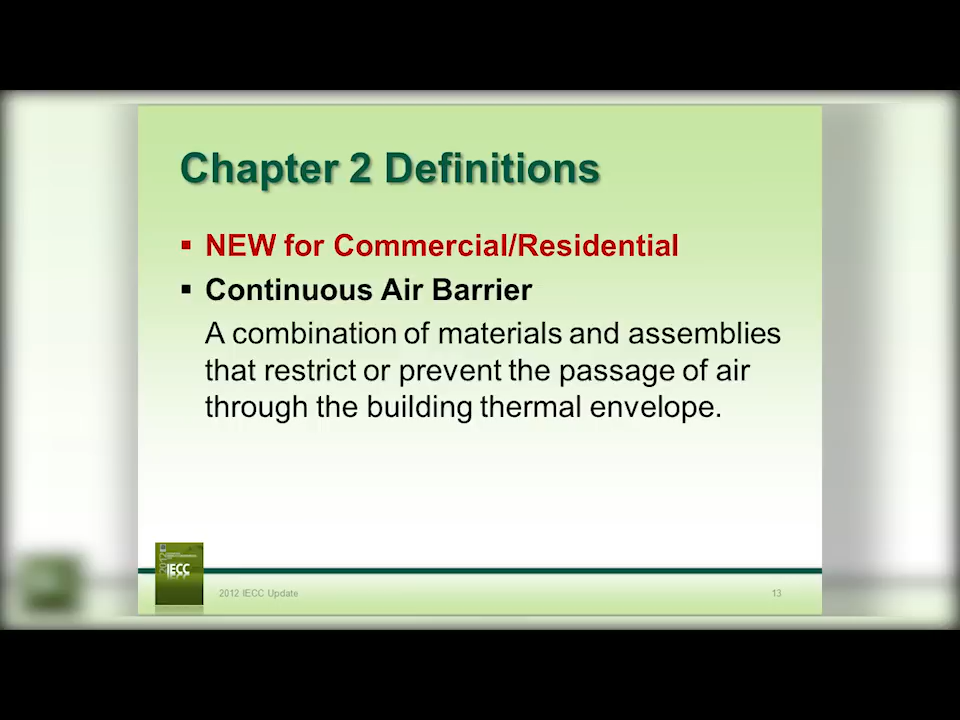 Chapter 2 Definitions
▪ NEW for Commercial/Residential
▪ Continuous Air Barrier
A combination of materials and assemblies
that restrict or prevent the passage of air
through the building thermal envelope.
2012
IECC
2012 IECC Update
13